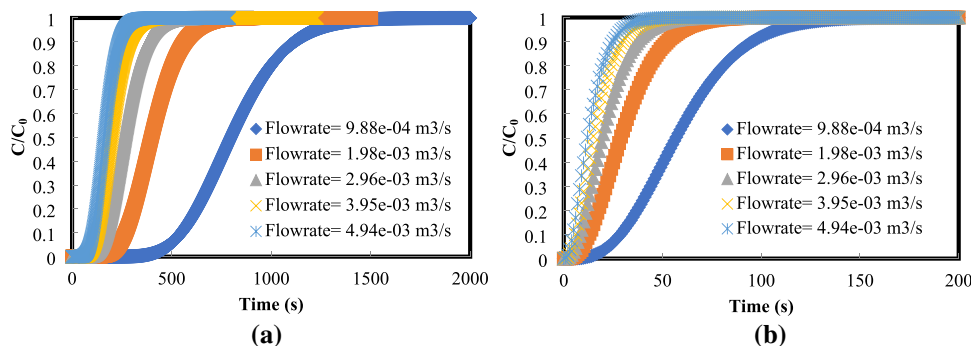 1
0.9
0.8
0.7
0.6
0.5
0.4
0.3
0.2
0.1
0
C/C0
Flowrate= 9.88e-04 m3/s
Flowrate= 1.98e-03 m3/s
Flowrate= 2.96e-03 m3/s
Flowrate= 3.95e-03 m3/s
Flowrate= 4.94e-03 m3/s
0 500 1000 1500 2000
Time (s)
(a)
1
0.9
0.8
0.7
0.6
0.5
0.4
0.3
0.2
0.1
0
C/C0
Flowrate= 9.88e-04 m3/s
Flowrate= 1.98e-03 m3/s
Flowrate= 2.96e-03 m3/s
Flowrate= 3.95e-03 m3/s
Flowrate= 4.94e-03 m3/s
0 50 100 150 200
Time (s)
(b)